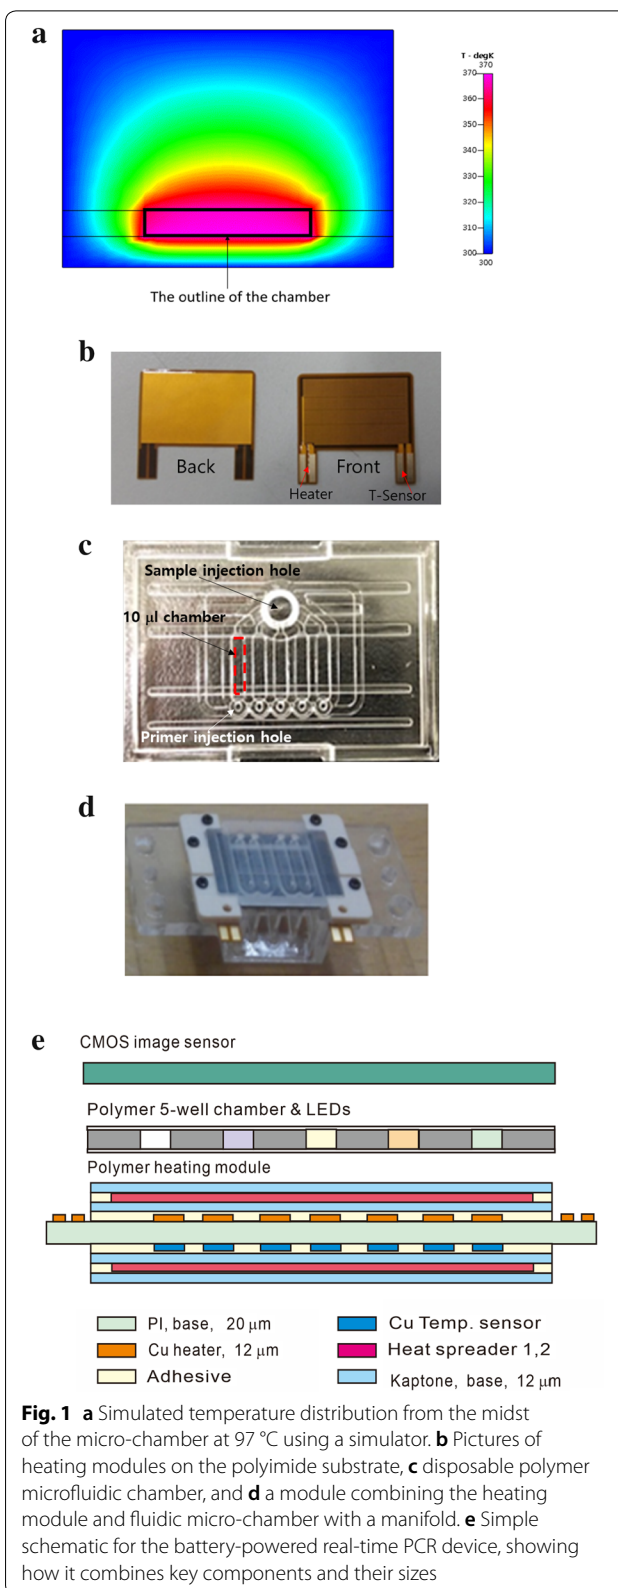 a
T - degK
370
370
360
350
340
330
320
310
300
300
The outline of the chamber
b
Back
Front
Heater
T-Sensor
c
Sample injection hole
10 μl chamber
Primer injection hole
d
e
CMOS image sensor
Polymer 5-well chamber & LEDs
Polymer heating module
PI, base, 20 μm
Cu Temp. sensor
Cu heater, 12 μm
Heat spreader 1,2
Adhesive
Kaptone, base, 12 μm
Fig. 1 a Simulated temperature distribution from the midst
of the micro-chamber at 97 °C using a simulator. b Pictures of
heating modules on the polyimide substrate, c disposable polymer
microfluidic chamber, and d a module combining the heating
module and fluidic micro-chamber with a manifold. e Simple
schematic for the battery-powered real-time PCR device, showing
how it combines key components and their sizes